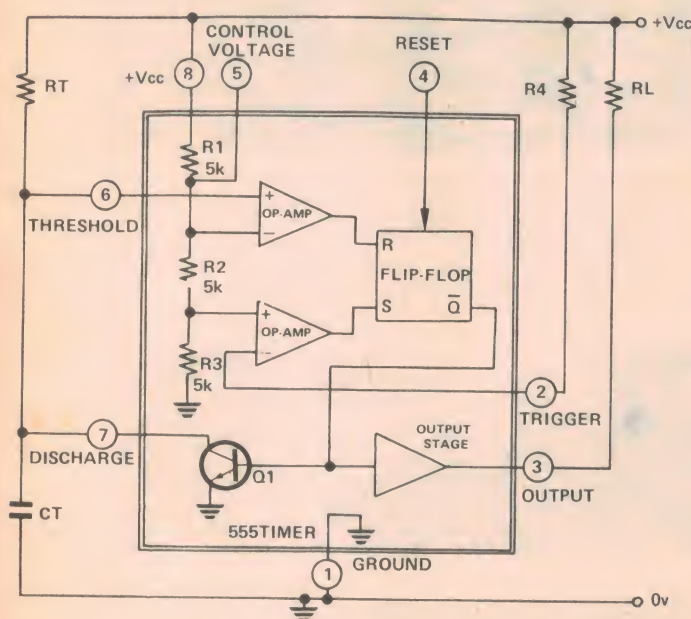 +Vcc
CONTROL
VOLTAGE
RESET
+Vcc
8
5
4
RT
R4
RL
R1
5k
6
THRESHOLD
+
OP-AMP
−
R
FLIP-FLOP
S
Q̅
R2
5k
+
OP-AMP
−
R3
5k
2
TRIGGER
7
DISCHARGE
Q1
OUTPUT
STAGE
3
OUTPUT
CT
555TIMER
1
GROUND
0v